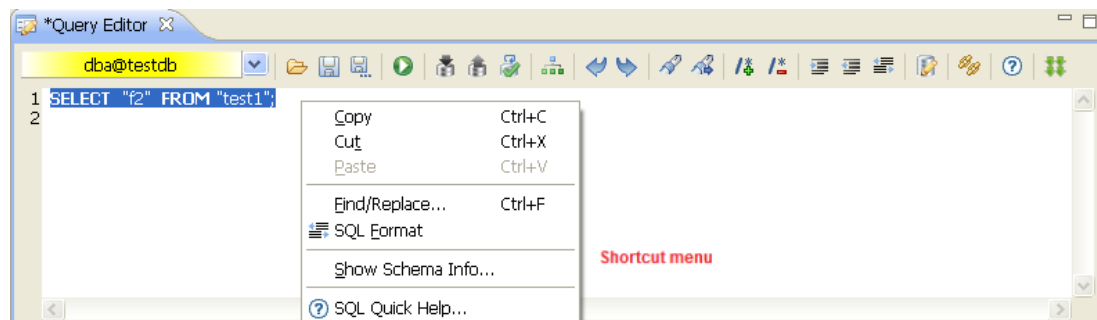 *Query Editor
dba@testdb
1 SELECT "f2" FROM "test1";
2
Copy Ctrl+C
Cut Ctrl+X
Paste Ctrl+V
Find/Replace... Ctrl+F
SQL Format
Shortcut menu
Show Schema Info...
SQL Quick Help...